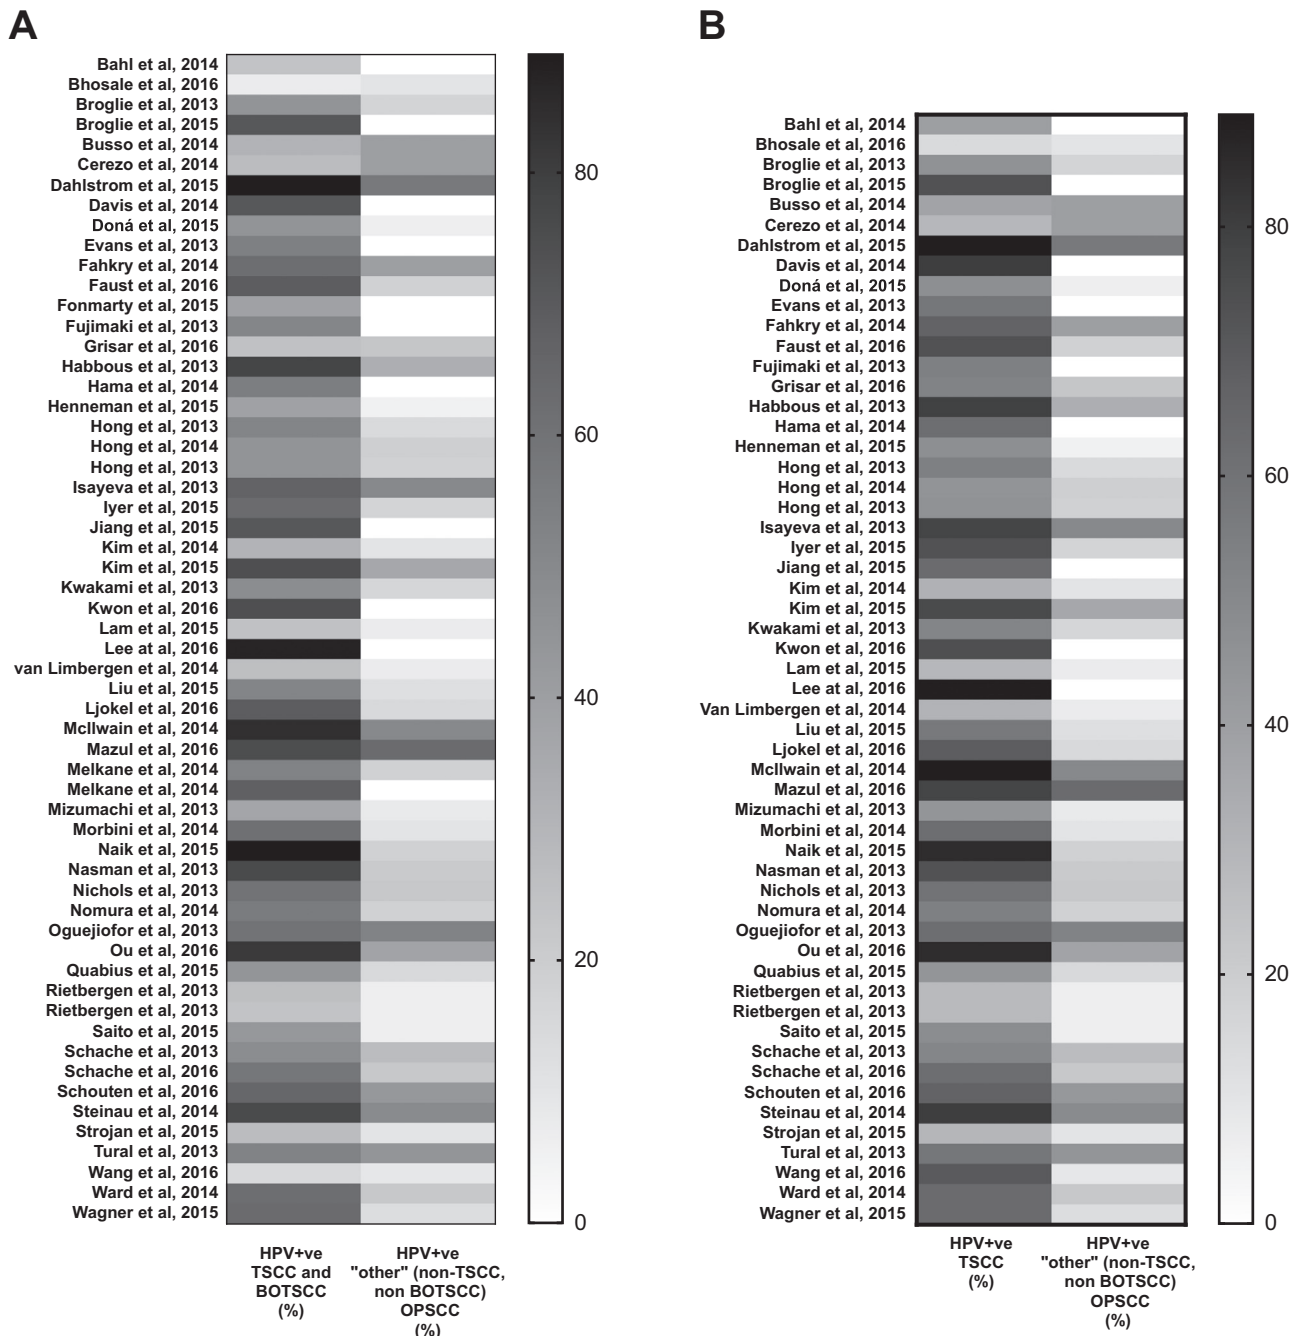 A
Bahl et al, 2014
Bhosale et al, 2016
Broglie et al, 2013
Broglie et al, 2015
Busso et al, 2014
Cerezo et al, 2014
Dahlstrom et al, 2015
Davis et al, 2014
Doná et al, 2015
Evans et al, 2013
Fahkry et al, 2014
Faust et al, 2016
Fonmarty et al, 2015
Fujimaki et al, 2013
Grisar et al, 2016
Habbous et al, 2013
Hama et al, 2014
Henneman et al, 2015
Hong et al, 2013
Hong et al, 2014
Hong et al, 2013
Isayeva et al, 2013
Iyer et al, 2015
Jiang et al, 2015
Kim et al, 2014
Kim et al, 2015
Kwakami et al, 2013
Kwon et al, 2016
Lam et al, 2015
Lee at al, 2016
van Limbergen et al, 2014
Liu et al, 2015
Ljokel et al, 2016
McIlwain et al, 2014
Mazul et al, 2016
Melkane et al, 2014
Melkane et al, 2014
Mizumachi et al, 2013
Morbini et al, 2014
Naik et al, 2015
Nasman et al, 2013
Nichols et al, 2013
Nomura et al, 2014
Oguejiofor et al, 2013
Ou et al, 2016
Quabius et al, 2015
Rietbergen et al, 2013
Rietbergen et al, 2013
Saito et al, 2015
Schache et al, 2013
Schache et al, 2016
Schouten et al, 2016
Steinau et al, 2014
Strojan et al, 2015
Tural et al, 2013
Wang et al, 2016
Ward et al, 2014
Wagner et al, 2015
HPV+ve
TSCC and
BOTSCC
(%)
HPV+ve
"other" (non-TSCC,
non BOTSCC)
OPSCC
(%)
80
60
40
20
0
B
Bahl et al, 2014
Bhosale et al, 2016
Broglie et al, 2013
Broglie et al, 2015
Busso et al, 2014
Cerezo et al, 2014
Dahlstrom et al, 2015
Davis et al, 2014
Doná et al, 2015
Evans et al, 2013
Fahkry et al, 2014
Faust et al, 2016
Fujimaki et al, 2013
Grisar et al, 2016
Habbous et al, 2013
Hama et al, 2014
Henneman et al, 2015
Hong et al, 2013
Hong et al, 2014
Hong et al, 2013
Isayeva et al, 2013
Iyer et al, 2015
Jiang et al, 2015
Kim et al, 2014
Kim et al, 2015
Kwakami et al, 2013
Kwon et al, 2016
Lam et al, 2015
Lee at al, 2016
Van Limbergen et al, 2014
Liu et al, 2015
Ljokel et al, 2016
McIlwain et al, 2014
Mazul et al, 2016
Mizumachi et al, 2013
Morbini et al, 2014
Naik et al, 2015
Nasman et al, 2013
Nichols et al, 2013
Nomura et al, 2014
Oguejiofor et al, 2013
Ou et al, 2016
Quabius et al, 2015
Rietbergen et al, 2013
Rietbergen et al, 2013
Saito et al, 2015
Schache et al, 2013
Schache et al, 2016
Schouten et al, 2016
Steinau et al, 2014
Strojan et al, 2015
Tural et al, 2013
Wang et al, 2016
Ward et al, 2014
Wagner et al, 2015
HPV+ve
TSCC
(%)
HPV+ve
"other" (non-TSCC,
non BOTSCC)
OPSCC
(%)
80
60
40
20
0